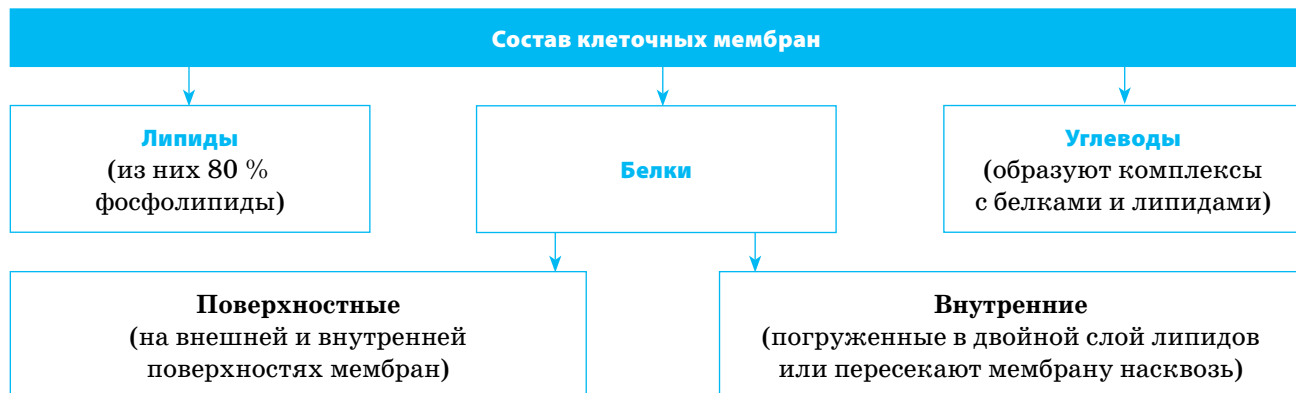 Состав клеточных мембран
Липиды
(из них 80 %
фосфолипиды)
Белки
Углеводы
(образуют комплексы
с белками и липидами)
Поверхностные
(на внешней и внутренней
поверхностях мембран)
Внутренние
(погруженные в двойной слой липидов
или пересекают мембрану насквозь)